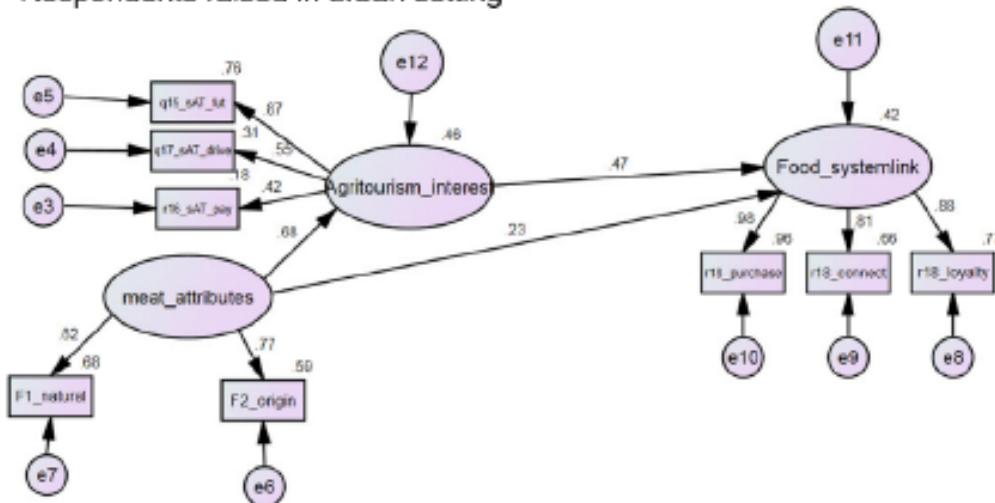 Respondents raised in urban setting
e11
e12
.76
e5
q15_sAT_fut
.87
.46
.42
.31
e4
q17_sAT_drive
.55
.47
Food_systemlink
.18
Agritourism_interest
e3
r16_sAT_pay
.42
.98
.81
.88
.68
.23
.96
.66
.7
r18_purchase
r18_connect
r18_loyalty
meat_attributes
.77
e10
e9
e8
.68
.59
F1_natural
F2_origin
e7
e6